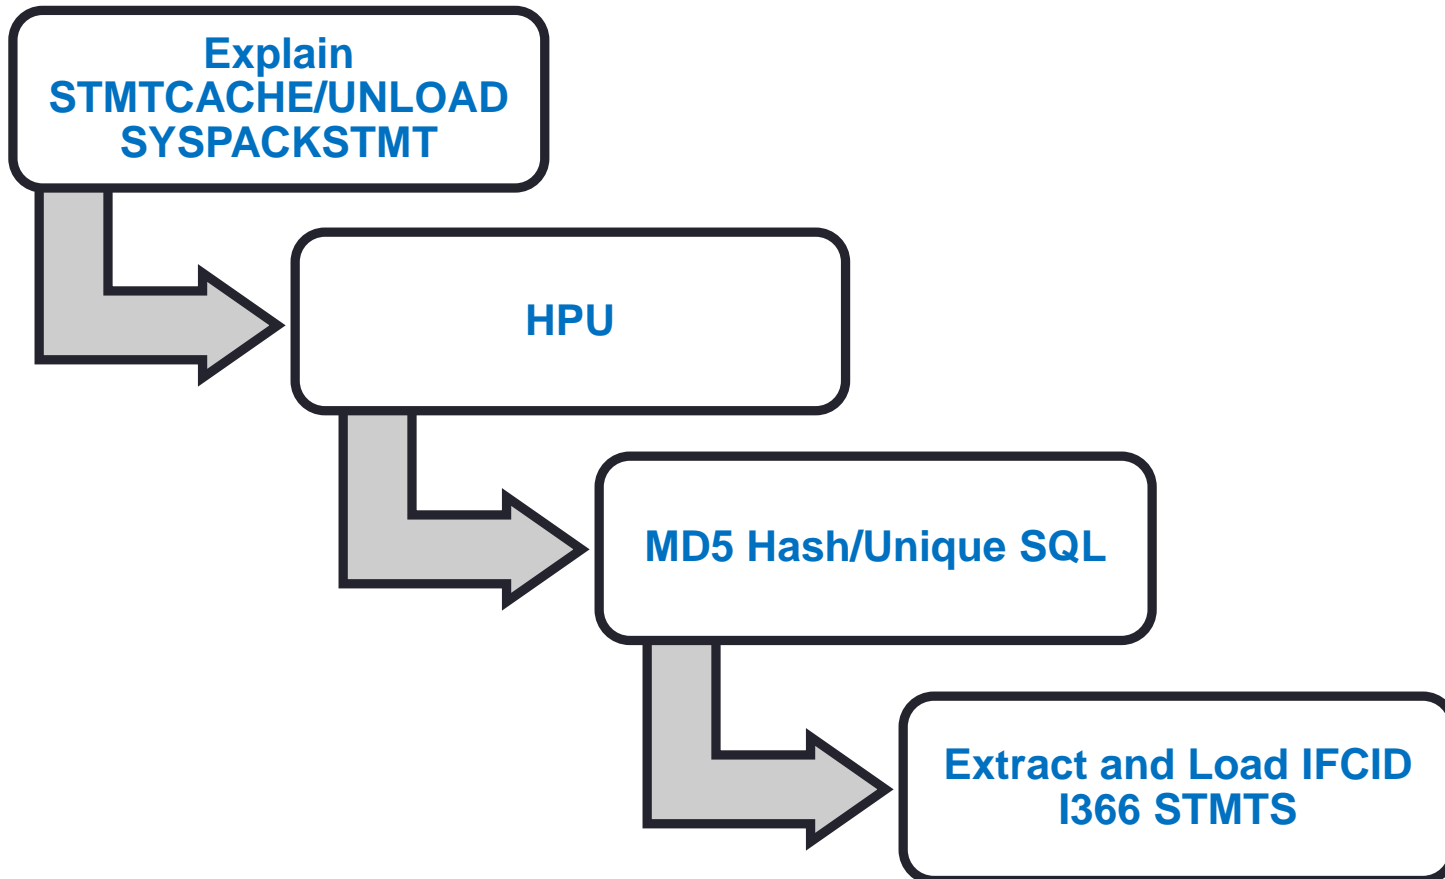 Explain
STMTCACHE/UNLOAD
SYSPACKSTMT
HPU
MD5 Hash/Unique SQL
Extract and Load IFCID
I366 STMTS